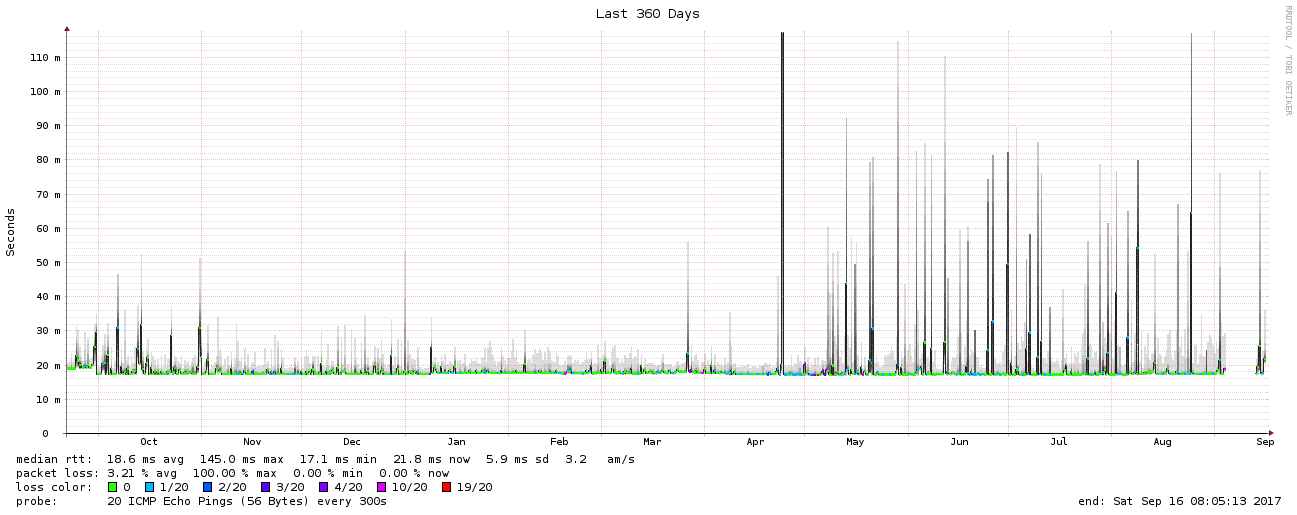 Last 360 Days
RRDTOOL / TOBI OETIKER
Seconds
110 m
100 m
90 m
80 m
70 m
60 m
50 m
40 m
30 m
20 m
10 m
0
Oct Nov Dec Jan Feb Mar Apr May Jun Jul Aug Sep
median rtt: 18.6 ms avg 145.0 ms max 17.1 ms min 21.8 ms now 5.9 ms sd 3.2 am/s
packet loss: 3.21 % avg 100.00 % max 0.00 % min 0.00 % now
loss color: 0 1/20 2/20 3/20 4/20 10/20 19/20
probe: 20 ICMP Echo Pings (56 Bytes) every 300s end: Sat Sep 16 08:05:13 2017